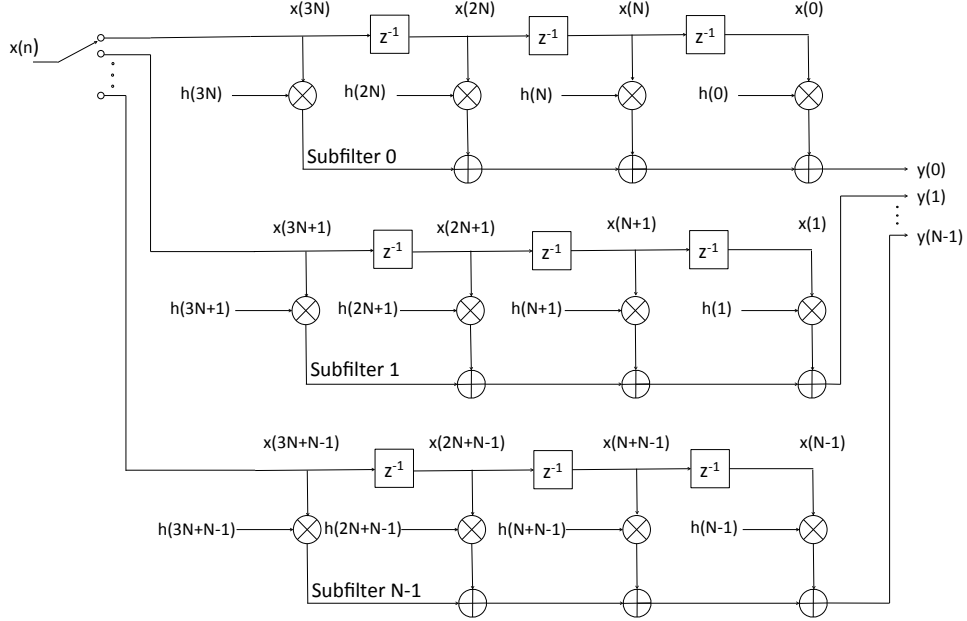 x(3N) x(2N) x(N) x(0)
x(n) z⁻¹ z⁻¹ z⁻¹
h(3N) h(2N) h(N) h(0)
Subfilter 0
y(0)
y(1)
x(3N+1) x(2N+1) x(N+1) x(1)
y(N-1)
z⁻¹ z⁻¹ z⁻¹
h(3N+1) h(2N+1) h(N+1) h(1)
Subfilter 1
x(3N+N-1) x(2N+N-1) x(N+N-1) x(N-1)
z⁻¹ z⁻¹ z⁻¹
h(3N+N-1) h(2N+N-1) h(N+N-1) h(N-1)
Subfilter N-1